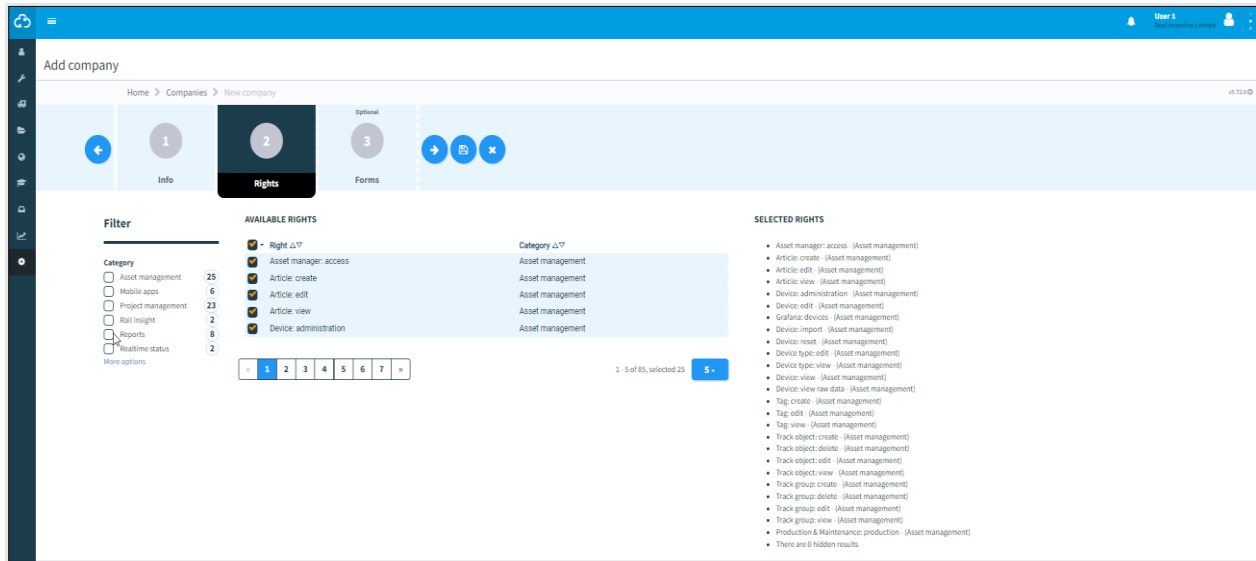 User 1
Dual Inventive Limited
Add company
Home > Companies > New company
v5.72.0
1
Info
2
Rights
Optional
3
Forms
Filter
Category
Asset management 25
Mobile apps 6
Project management 23
Rail insight 2
Reports 8
Realtime status 2
More options
AVAILABLE RIGHTS
Right Category
Asset manager: access Asset management
Article: create Asset management
Article: edit Asset management
Article: view Asset management
Device: administration Asset management
« 1 2 3 4 5 6 7 »
1 - 5 of 85, selected 25
5
SELECTED RIGHTS
Asset manager: access - (Asset management)
Article: create - (Asset management)
Article: edit - (Asset management)
Article: view - (Asset management)
Device: administration - (Asset management)
Device: edit - (Asset management)
Grafana: devices - (Asset management)
Device: import - (Asset management)
Device: reset - (Asset management)
Device type: edit - (Asset management)
Device type: view - (Asset management)
Device: view - (Asset management)
Device: view raw data - (Asset management)
Tag: create - (Asset management)
Tag: edit - (Asset management)
Tag: view - (Asset management)
Track object: create - (Asset management)
Track object: delete - (Asset management)
Track object: edit - (Asset management)
Track object: view - (Asset management)
Track group: create - (Asset management)
Track group: delete - (Asset management)
Track group: edit - (Asset management)
Track group: view - (Asset management)
Production & Maintenance: production - (Asset management)
There are 0 hidden results